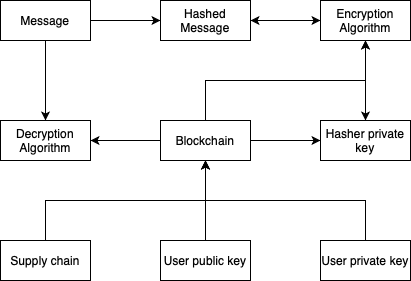 Message
Hashed
Message
Encryption
Algorithm
Decryption
Algorithm
Blockchain
Hasher private
key
Supply chain
User public key
User private key